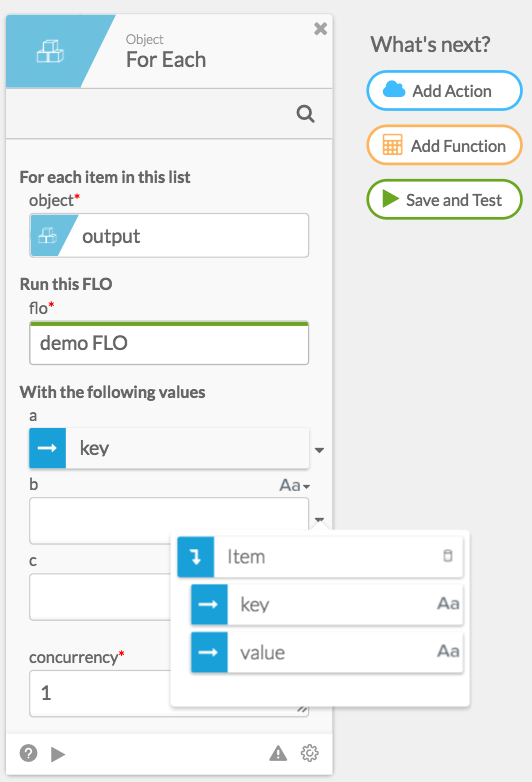 Object
For Each
What's next?
Add Action
Add Function
Save and Test
For each item in this list
object*
output
Run this FLO
flo*
demo FLO
With the following values
a
key
b
Aa
Item
c
key
Aa
value
Aa
concurrency*
1
?